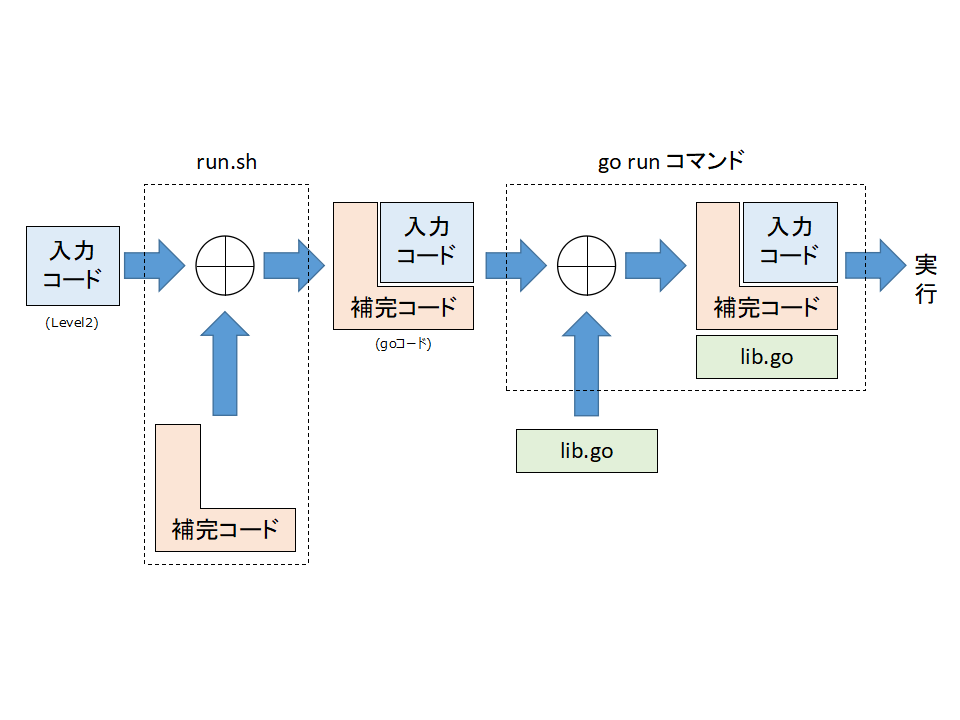 run.sh
go run コマンド
入力
コード
(Level2)
入力
コード
補完コード
(goコード)
入力
コード
補完コード
lib.go
実
行
lib.go
補完コード